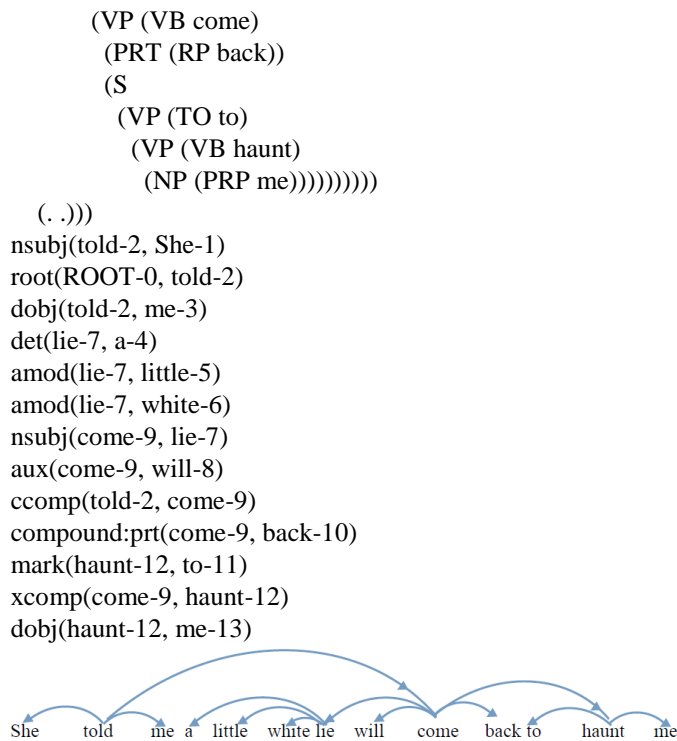 (VP (VB come)
(PRT (RP back))
(S
(VP (TO to)
(VP (VB haunt)
(NP (PRP me))))))))))
(. .)))
nsubj(told-2, She-1)
root(ROOT-0, told-2)
dobj(told-2, me-3)
det(lie-7, a-4)
amod(lie-7, little-5)
amod(lie-7, white-6)
nsubj(come-9, lie-7)
aux(come-9, will-8)
ccomp(told-2, come-9)
compound:prt(come-9, back-10)
mark(haunt-12, to-11)
xcomp(come-9, haunt-12)
dobj(haunt-12, me-13)
She told me a little white lie will come back to haunt me